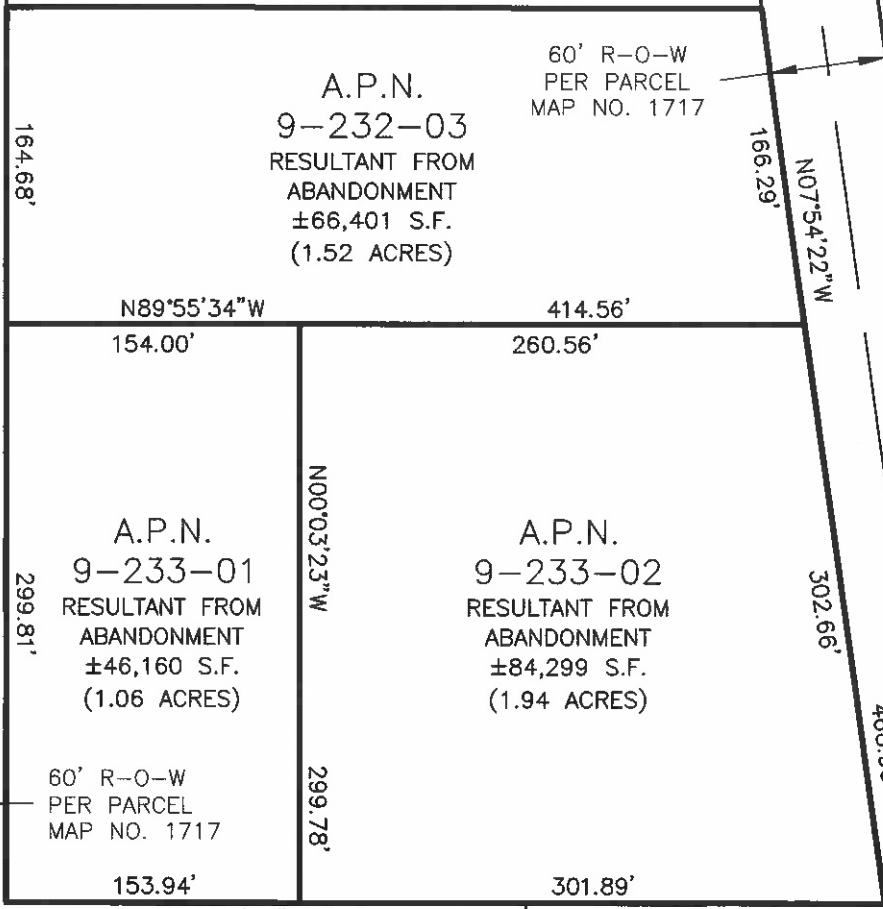 A.P.N.
9-232-03
RESULTANT FROM
ABANDONMENT
±66,401 S.F.
(1.52 ACRES)
60' R-O-W
PER PARCEL
MAP NO. 1717
164.68'
166.29'
N07°54'22"W
N89°55'34"W
414.56'
154.00'
260.56'
A.P.N.
9-233-01
RESULTANT FROM
ABANDONMENT
±46,160 S.F.
(1.06 ACRES)
299.81'
N00°03'23"W
299.78'
A.P.N.
9-233-02
RESULTANT FROM
ABANDONMENT
±84,299 S.F.
(1.94 ACRES)
302.66'
60' R-O-W
PER PARCEL
MAP NO. 1717
153.94'
301.89'